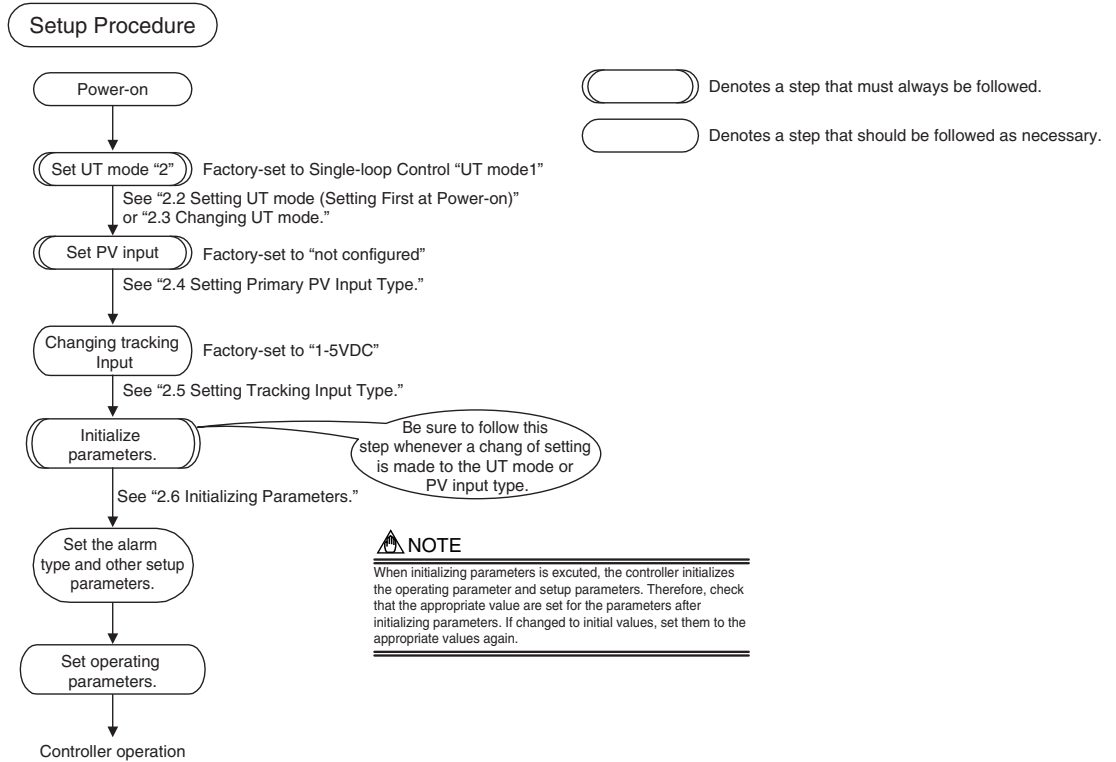 Setup Procedure
Power-on
Denotes a step that must always be followed.
Denotes a step that should be followed as necessary.
Set UT mode “2”
Factory-set to Single-loop Control “UT mode1”
See “2.2 Setting UT mode (Setting First at Power-on)”
or “2.3 Changing UT mode.”
Set PV input
Factory-set to “not configured”
See “2.4 Setting Primary PV Input Type.”
Changing tracking
Input
Factory-set to “1-5VDC”
See “2.5 Setting Tracking Input Type.”
Initialize
parameters.
Be sure to follow this
step whenever a chang of setting
is made to the UT mode or
PV input type.
See “2.6 Initializing Parameters.”
Set the alarm
type and other setup
parameters.
NOTE
When initializing parameters is excuted, the controller initializes
the operating parameter and setup parameters. Therefore, check
that the appropriate value are set for the parameters after
initializing parameters. If changed to initial values, set them to the
appropriate values again.
Set operating
parameters.
Controller operation